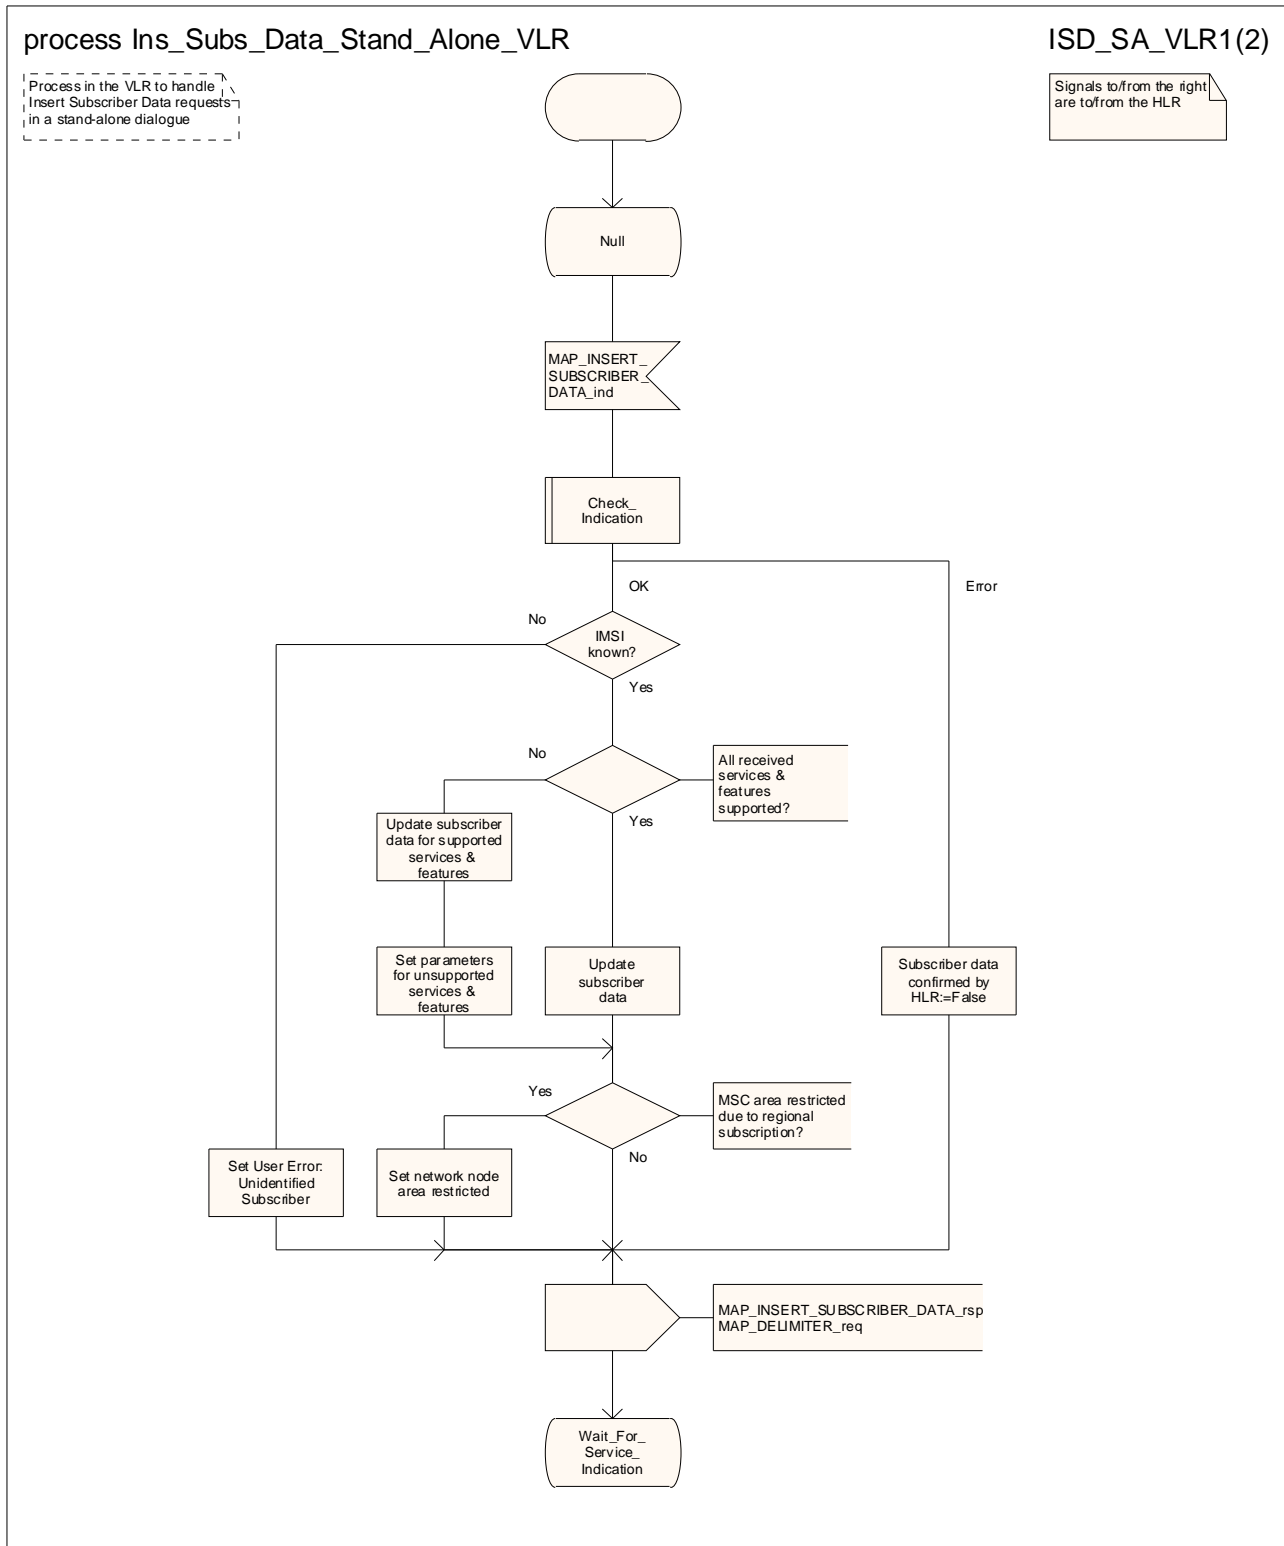 process Ins_Subs_Data_Stand_Alone_VLR
ISD_SA_VLR1(2)
Process in the VLR to handle
Insert Subscriber Data requests
in a stand-alone dialogue
Signals to/from the right
are to/from the HLR
Null
MAP_INSERT_
SUBSCRIBER_
DATA_ind
Check_
Indication
OK
Error
No
IMSI
known?
Yes
No
All received
services &
features
supported?
Yes
Update subscriber
data for supported
services &
features
Set parameters
for unsupported
services &
features
Update
subscriber
data
Subscriber data
confirmed by
HLR:=False
Yes
MSC area restricted
due to regional
subscription?
No
Set User Error:
Unidentified
Subscriber
Set network node
area restricted
MAP_INSERT_SUBSCRIBER_DATA_rsp
MAP_DELIMITER_req
Wait_For_
Service_
Indication